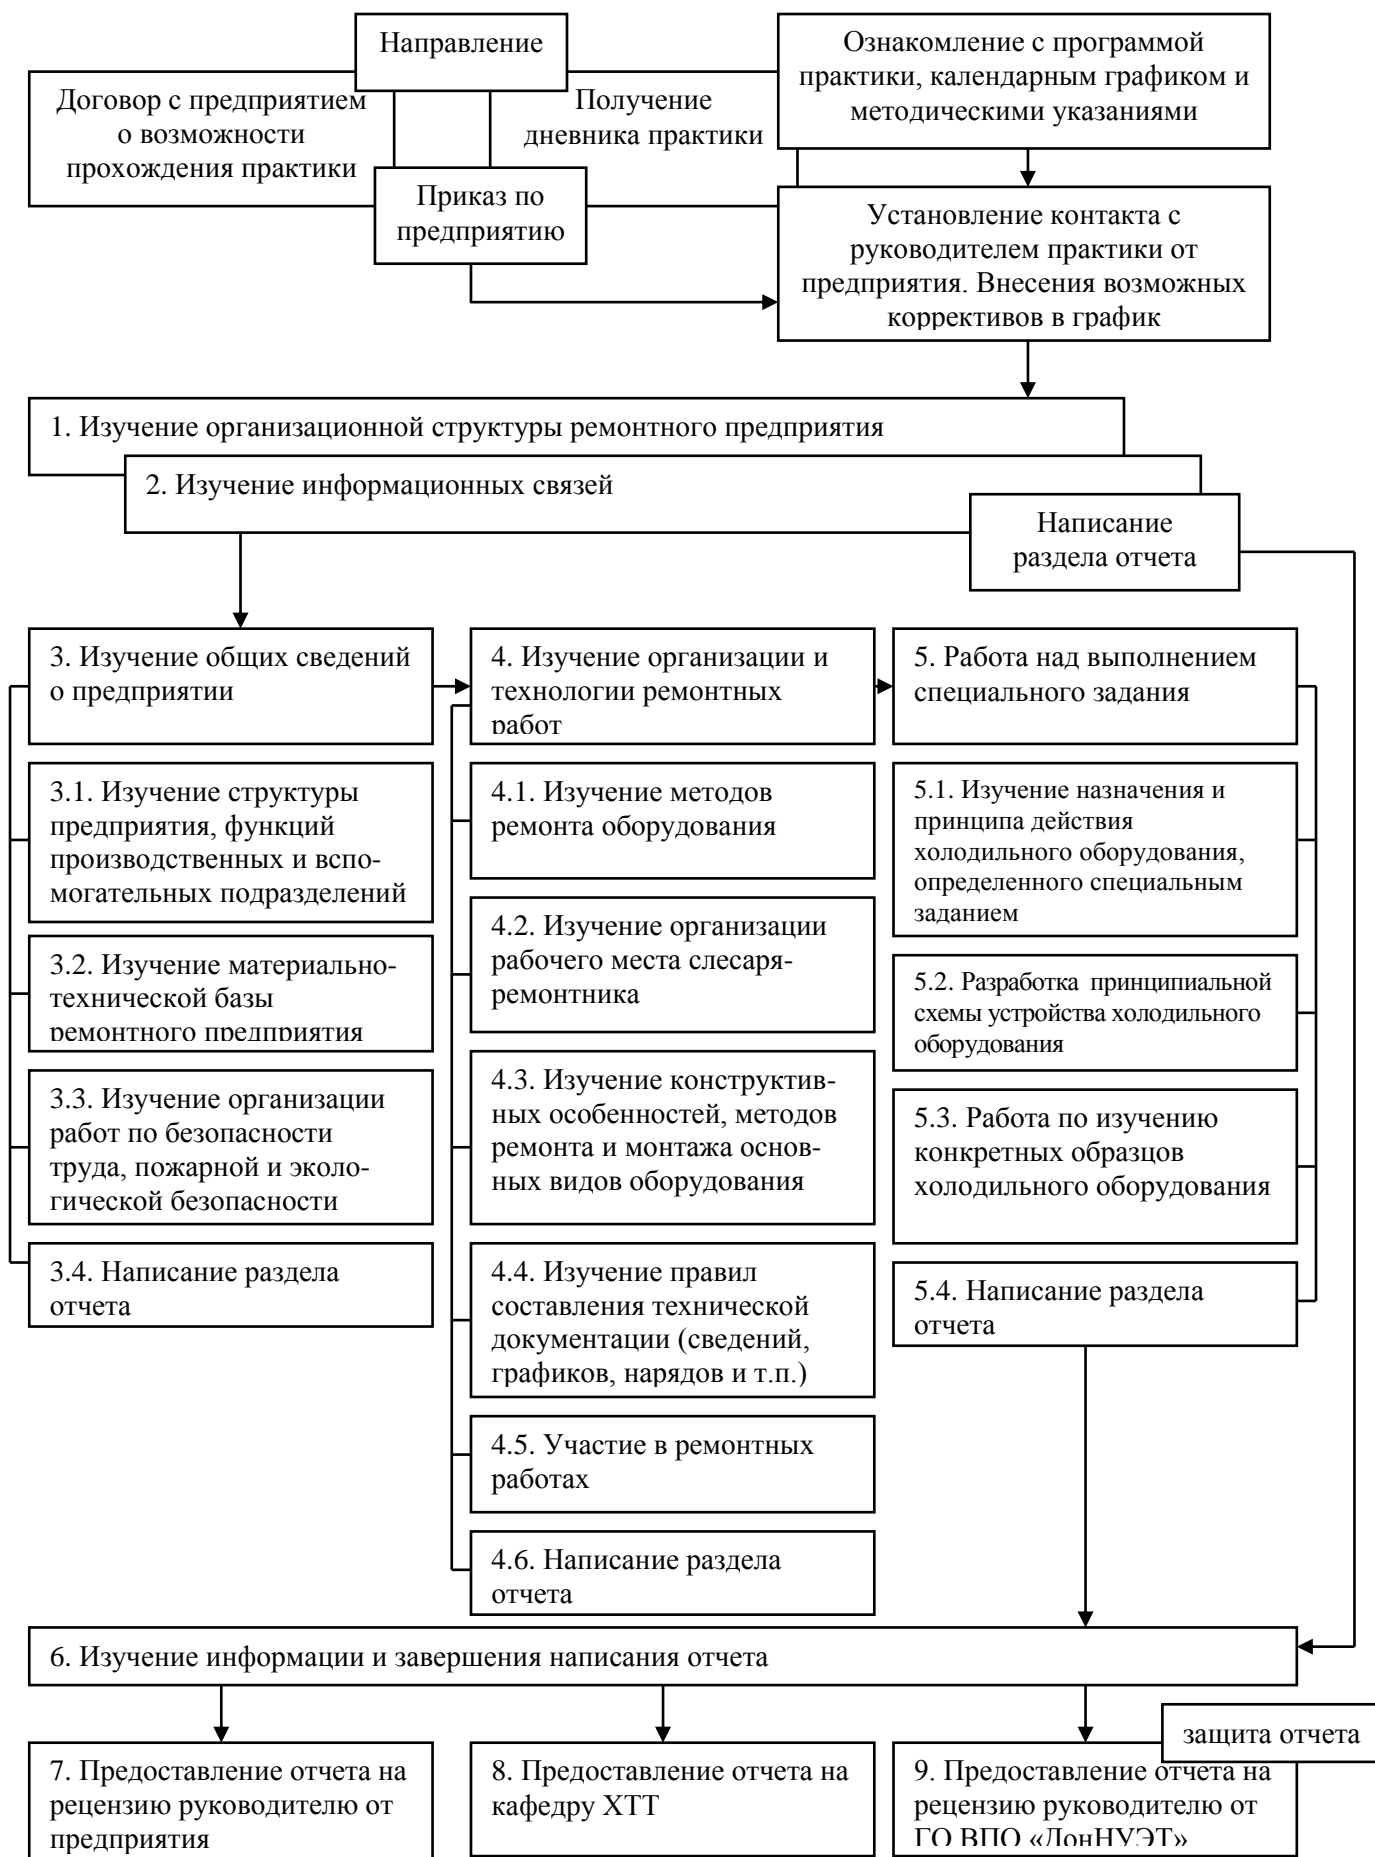 Направление
Договор с предприятием
о возможности
прохождения практики
Получение
дневника практики
Приказ по
предприятию
Ознакомление с программой
практики, календарным графиком и
методическими указаниями
Установление контакта с
руководителем практики от
предприятия. Внесения возможных
коррективов в график
1. Изучение организационной структуры ремонтного предприятия
2. Изучение информационных связей
Написание
раздела отчета
3. Изучение общих сведений
о предприятии
3.1. Изучение структуры
предприятия, функций
производственных и вспо-
могательных подразделений
3.2. Изучение материально-
технической базы
ремонтного предприятия
3.3. Изучение организации
работ по безопасности
труда, пожарной и эколо-
гической безопасности
3.4. Написание раздела
отчета
4. Изучение организации и
технологии ремонтных
работ
4.1. Изучение методов
ремонта оборудования
4.2. Изучение организации
рабочего места слесаря-
ремонтника
4.3. Изучение конструктив-
ных особенностей, методов
ремонта и монтажа основ-
ных видов оборудования
4.4. Изучение правил
составления технической
документации (сведений,
графиков, нарядов и т.п.)
4.5. Участие в ремонтных
работах
4.6. Написание раздела
отчета
5. Работа над выполнением
специального задания
5.1. Изучение назначения и
принципа действия
холодильного оборудования,
определенного специальным
заданием
5.2. Разработка принципиальной
схемы устройства холодильного
оборудования
5.3. Работа по изучению
конкретных образцов
холодильного оборудования
5.4. Написание раздела
отчета
6. Изучение информации и завершения написания отчета
7. Предоставление отчета на
рецензию руководителю от
предприятия
8. Предоставление отчета на
кафедру ХТТ
защита отчета
9. Предоставление отчета на
рецензию руководителю от
ГО ВПО «ДонНУЭТ»